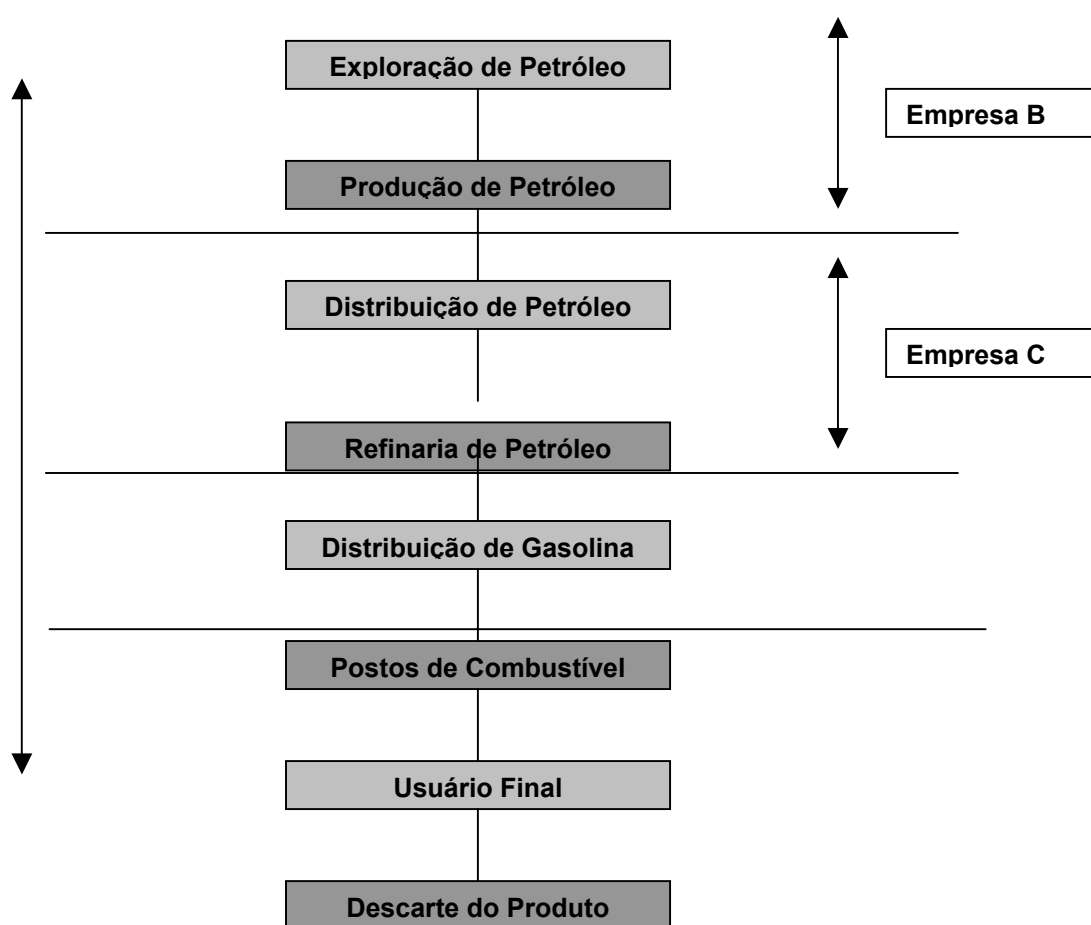 Exploração de Petróleo
Empresa B
Produção de Petróleo
Distribuição de Petróleo
Empresa C
Refinaria de Petróleo
Distribuição de Gasolina
Postos de Combustível
Usuário Final
Descarte do Produto